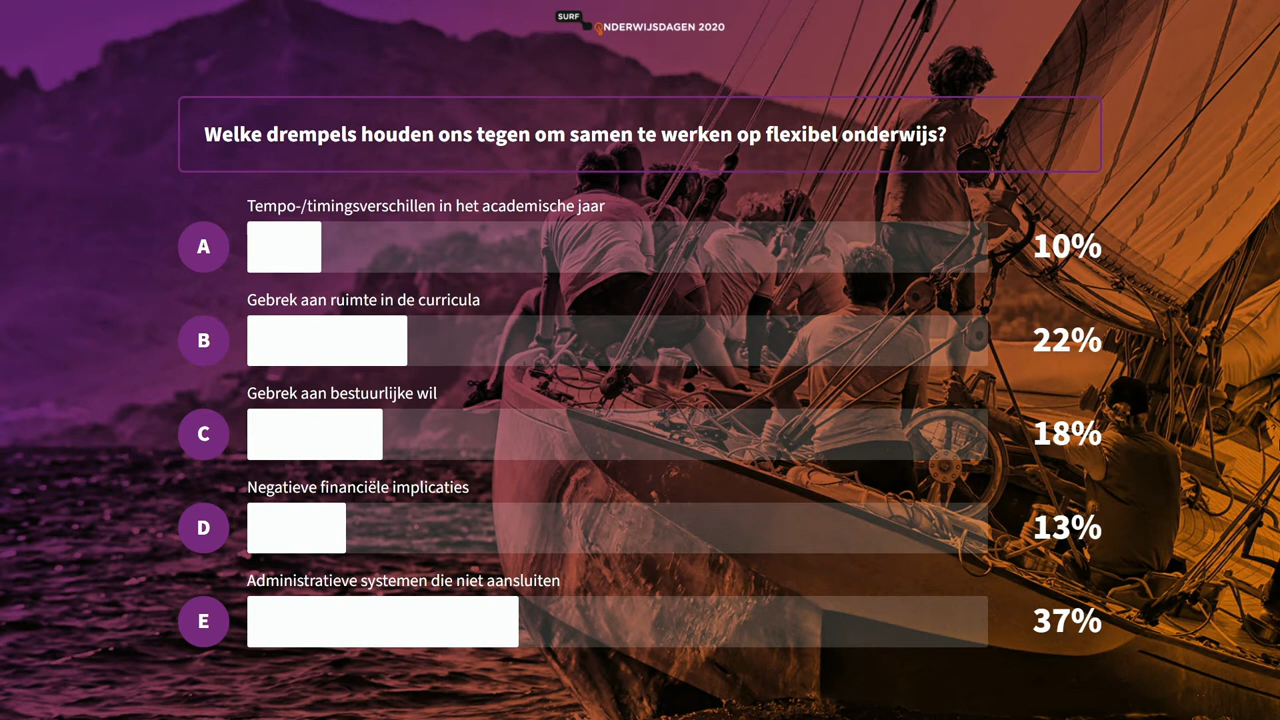 SURF
ONDERWIJSDAGEN 2020
Welke drempels houden ons tegen om samen te werken op flexibel onderwijs?
Tempo-/timingsverschillen in het academische jaar
A
10%
Gebrek aan ruimte in de curricula
B
22%
Gebrek aan bestuurlijke wil
C
18%
Negatieve financiële implicaties
D
13%
Administratieve systemen die niet aansluiten
E
37%